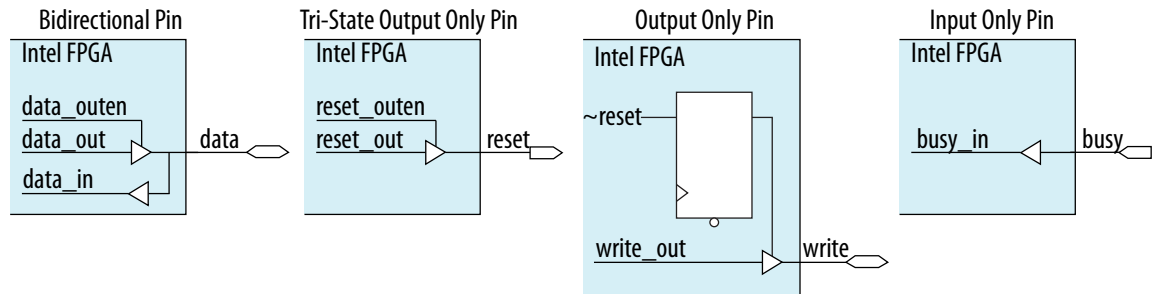 Bidirectional Pin
Intel FPGA
data_outen
data_out
data_in
data
Tri-State Output Only Pin
Intel FPGA
reset_outen
reset_out
reset
Output Only Pin
Intel FPGA
~reset
write_out
write
Input Only Pin
Intel FPGA
busy_in
busy